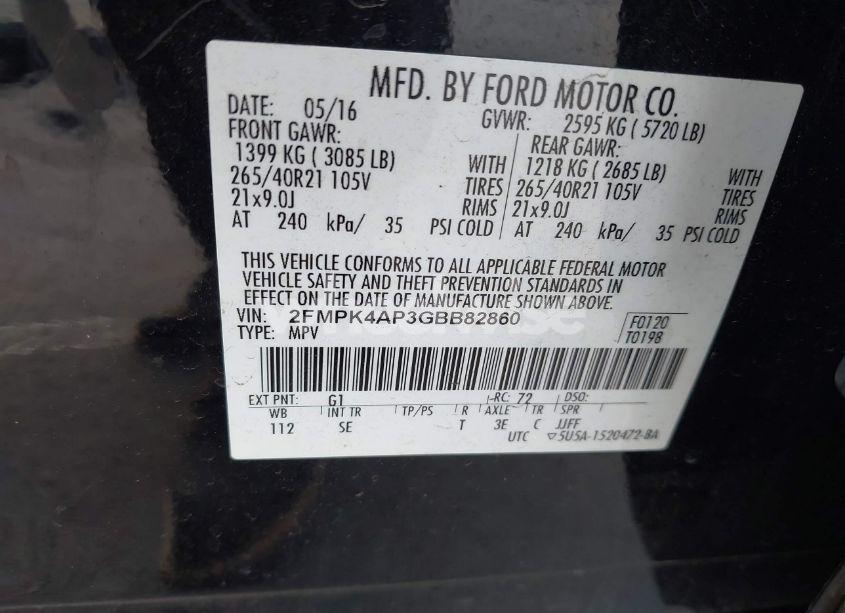 MFD. BY FORD MOTOR CO.
DATE: 05/16 GVWR: 2595 KG ( 5720 LB)
FRONT GAWR: REAR GAWR:
1399 KG ( 3085 LB) WITH 1218 KG ( 2685 LB) WITH
265/40R21 105V TIRES 265/40R21 105V TIRES
21x9.0J RIMS 21x9.0J RIMS
AT 240 kPa/ 35 PSI COLD AT 240 kPa/ 35 PSI COLD
THIS VEHICLE CONFORMS TO ALL APPLICABLE FEDERAL MOTOR
VEHICLE SAFETY AND THEFT PREVENTION STANDARDS IN
EFFECT ON THE DATE OF MANUFACTURE SHOWN ABOVE.
VIN: 2FMPK4AP3GBB82860 F0120
TYPE: MPV T0198
EXT PNT: G1 RC: 72 DSO:
WB INT TR TP/PS R AXLE TR SPR
112 SE T 3E C JJFF
UTC 5U5A-1520472-BA